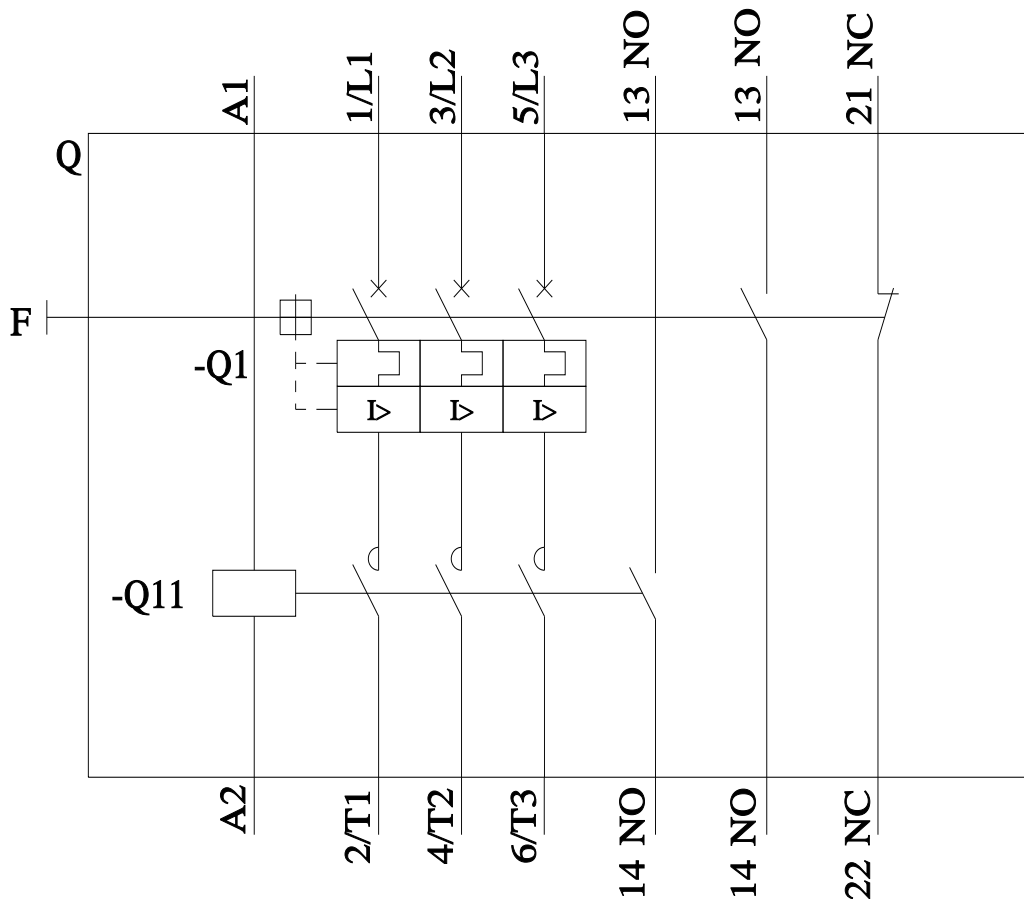 A1
1/L1
3/L2
5/L3
13 NO
13 NO
21 NC
Q
F
-Q1
I>
I>
I>
-Q11
A2
2/T1
4/T2
6/T3
14 NO
14 NO
22 NC